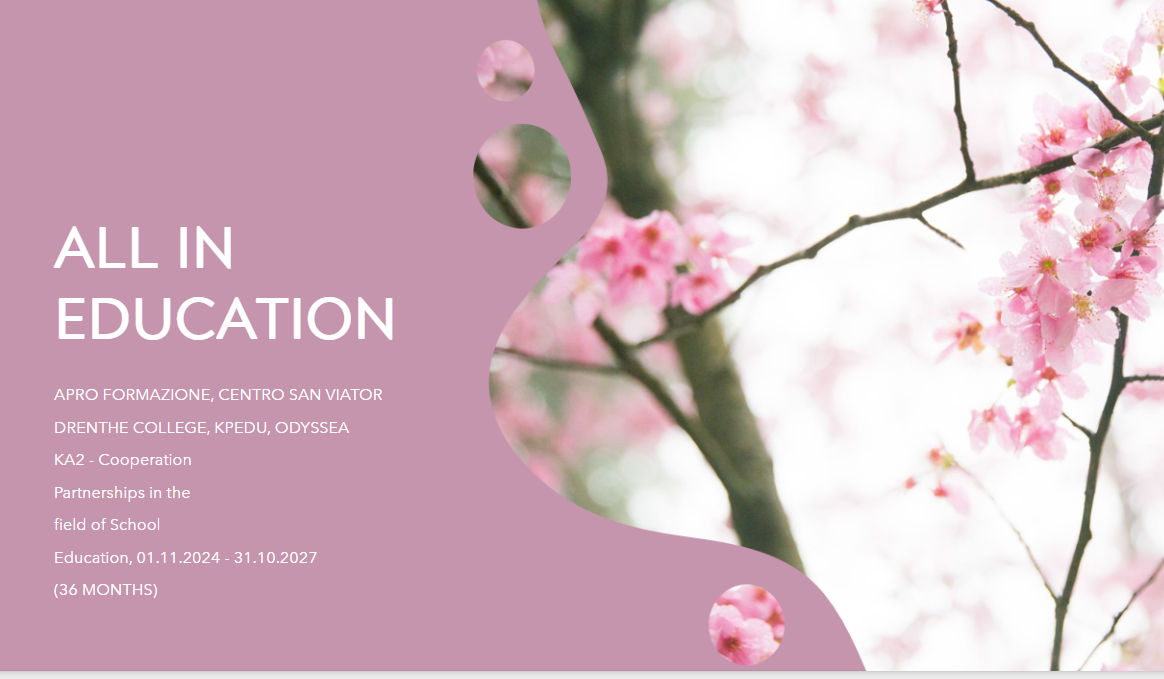 ALL IN
EDUCATION
APRO FORMAZIONE, CENTRO SAN VIATOR
DRENTHE COLLEGE, KPEDU, ODYSSEA
KA2 - Cooperation
Partnerships in the
field of School
Education, 01.11.2024 - 31.10.2027
(36 MONTHS)